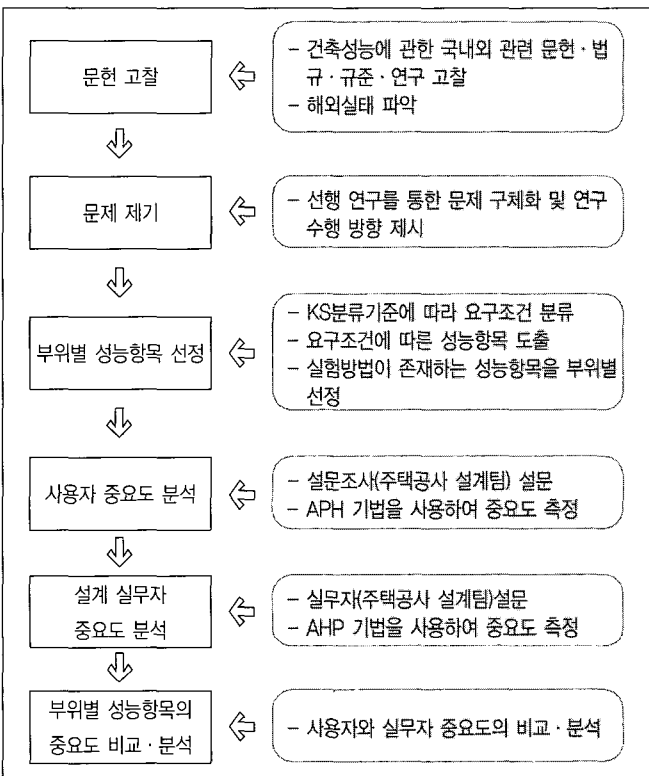 문헌 고찰
- 건축성능에 관한 국내외 관련 문헌·법
규·규준·연구 고찰
- 해외실태 파악
문제 제기
- 선행 연구를 통한 문제 구체화 및 연구
수행 방향 제시
부위별 성능항목 선정
- KS분류기준에 따라 요구조건 분류
- 요구조건에 따른 성능항목 도출
- 실험방법이 존재하는 성능항목을 부위별
선정
사용자 중요도 분석
- 설문조사(주택공사 설계팀) 설문
- APH 기법을 사용하여 중요도 측정
설계 실무자
중요도 분석
- 실무자(주택공사 설계팀)설문
- AHP 기법을 사용하여 중요도 측정
부위별 성능항목의
중요도 비교·분석
- 사용자와 실무자 중요도의 비교·분석